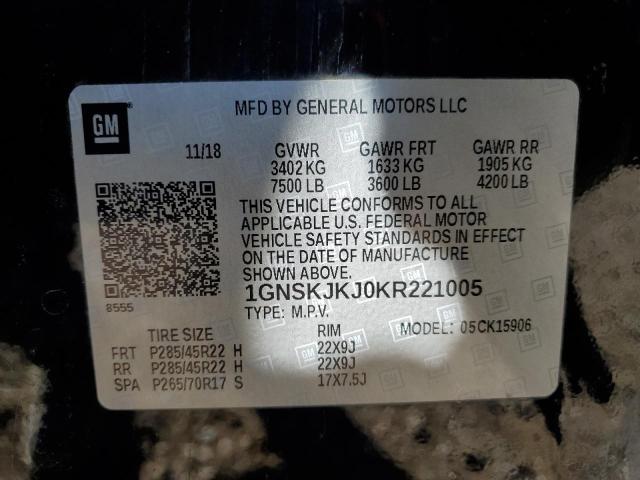 GM
MFD BY GENERAL MOTORS LLC
11/18 GVWR GAWR FRT GAWR RR
3402 KG 1633 KG 1905 KG
7500 LB 3600 LB 4200 LB
THIS VEHICLE CONFORMS TO ALL
APPLICABLE U.S. FEDERAL MOTOR
VEHICLE SAFETY STANDARDS IN EFFECT
ON THE DATE OF MANUFACTURE
SHOWN ABOVE.
1GNSKJKJ0KR221005
8555
TYPE: M.P.V.
TIRE SIZE RIM MODEL: 05CK15906
FRT P285/45R22 H 22X9J
RR P285/45R22 H 22X9J
SPA P265/70R17 S 17X7.5J